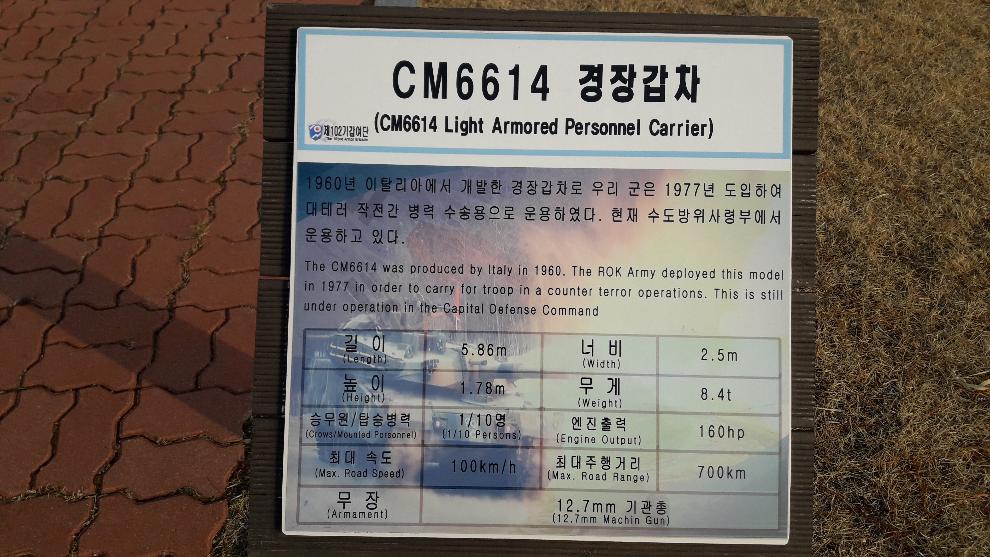 CM6614 경장갑차
(CM6614 Light Armored Personnel Carrier)
제102기갑여단
1960년 이탈리아에서 개발한 경장갑차로 우리 군은 1977년 도입하여
대테러 작전간 병력 수송용으로 운용하였다. 현재 수도방위사령부에서
운용하고 있다.
The CM6614 was produced by Italy in 1960. The ROK Army deployed this model
in 1977 in order to carry for troop in a counter terror operations. This is still
under operation in the Capital Defense Command
길 이 5.86m 너 비 2.5m
(Length) (Width)
높 이 1.78m 무 게 8.4t
(Height) (Weight)
승무원/탑승병력 1/10명 엔진출력 160hp
(Crows/Mounted Porsonnel) (1/10 Persons) (Engine Output)
최대 속도 100km/h 최대주행거리 700km
(Max. Road Speed) (Max. Road Range)
무 장 12.7mm 기관총
(Armament) (12.7mm Machin Gun)